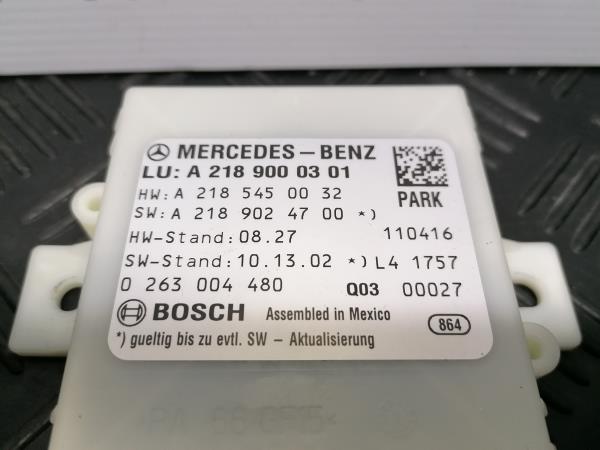 MERCEDES-BENZ
LU: A 218 900 03 01
HW: A 218 545 00 32
PARK
SW: A 218 902 47 00 *)
HW-Stand: 08.27 110416
SW-Stand: 10.13.02 *) L4 1757
0 263 004 480 Q03 00027
BOSCH Assembled in Mexico 864
*) gueltig bis zu evtl. SW - Aktualisierung